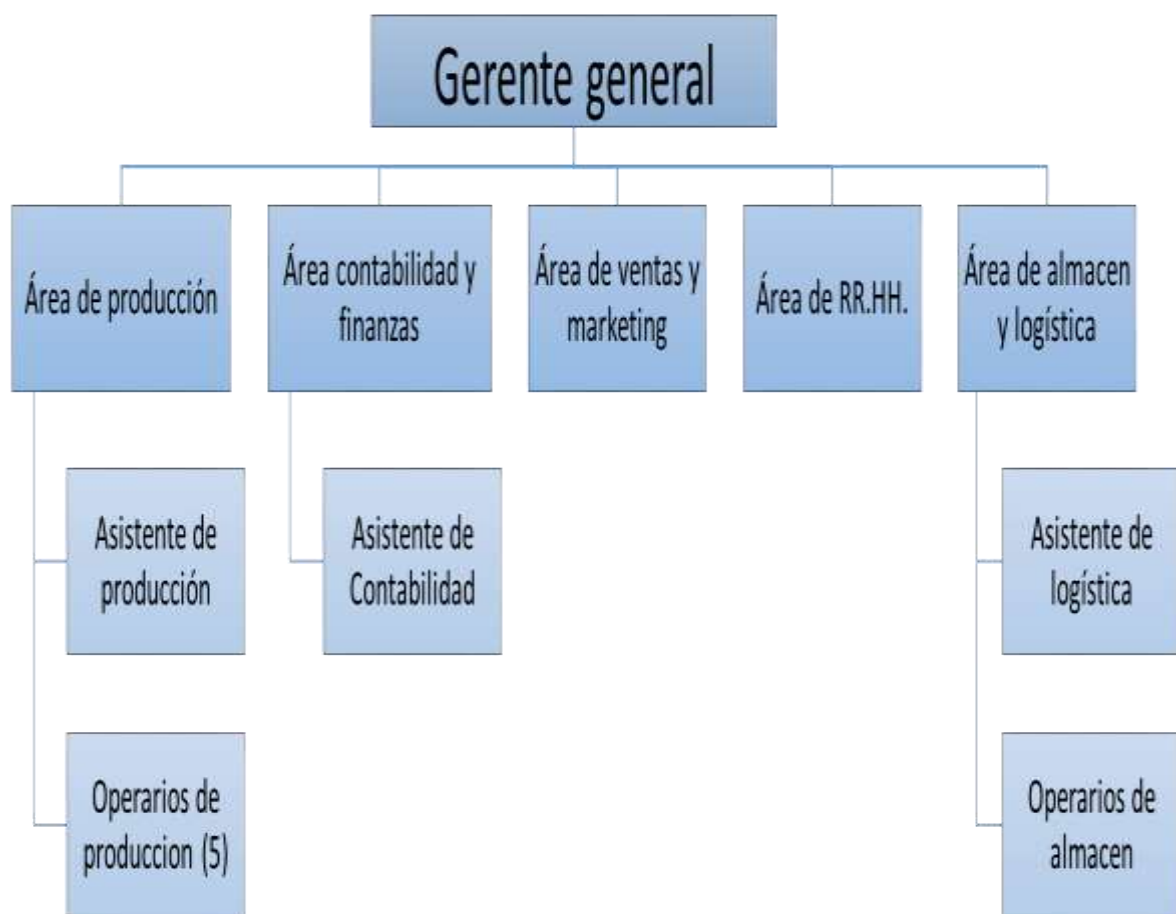 Gerente general
Área de producción
Área contabilidad y
finanzas
Área de ventas y
marketing
Área de RR.HH.
Área de almacen
y logística
Asistente de
producción
Asistente de
Contabilidad
Asistente de
logística
Operarios de
produccion (5)
Operarios de
almacen